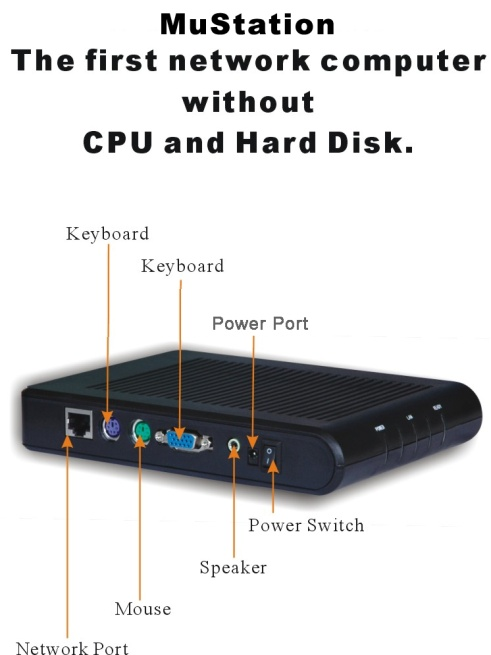 MuStation
The first network computer
without
CPU and Hard Disk.
Keyboard
Keyboard
Power Port
Power Switch
Speaker
Mouse
Network Port